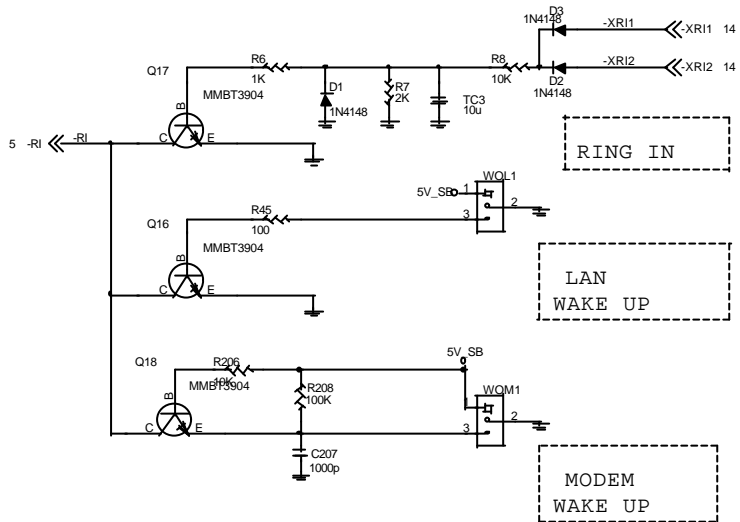 D3
1N4148
-XRI1
-XRI1 14
R6
1K
R8
10K
-XRI2
-XRI2 14
D2
1N4148
Q17
MMBT3904
D1
1N4148
R7
2K
TC3
10u
B
C
E
5 -RI
-RI
RING IN
WOL1
5V_SB
1
2
3
R45
100
Q16
MMBT3904
B
C
E
LAN
WAKE UP
5V_SB
Q18
R206
10K
MMBT3904
R208
100K
WOM1
1
2
3
B
C
E
C207
1000p
MODEM
WAKE UP